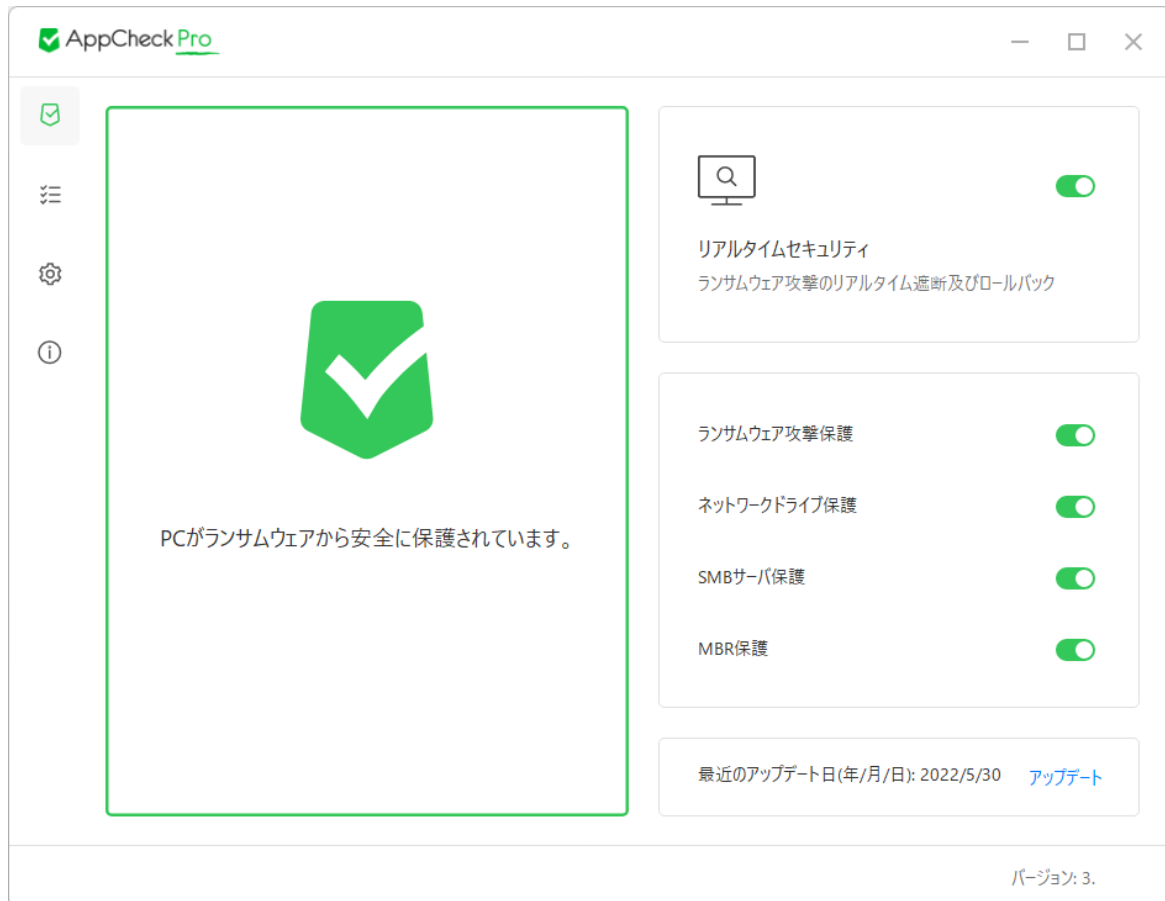 AppCheck Pro
PCがランサムウェアから安全に保護されています。
リアルタイムセキュリティ
ランサムウェア攻撃のリアルタイム遮断及びロールバック
ランサムウェア攻撃保護
ネットワークドライブ保護
SMBサーバ保護
MBR保護
最近のアップデート日(年/月/日): 2022/5/30 アップデート
バージョン: 3.